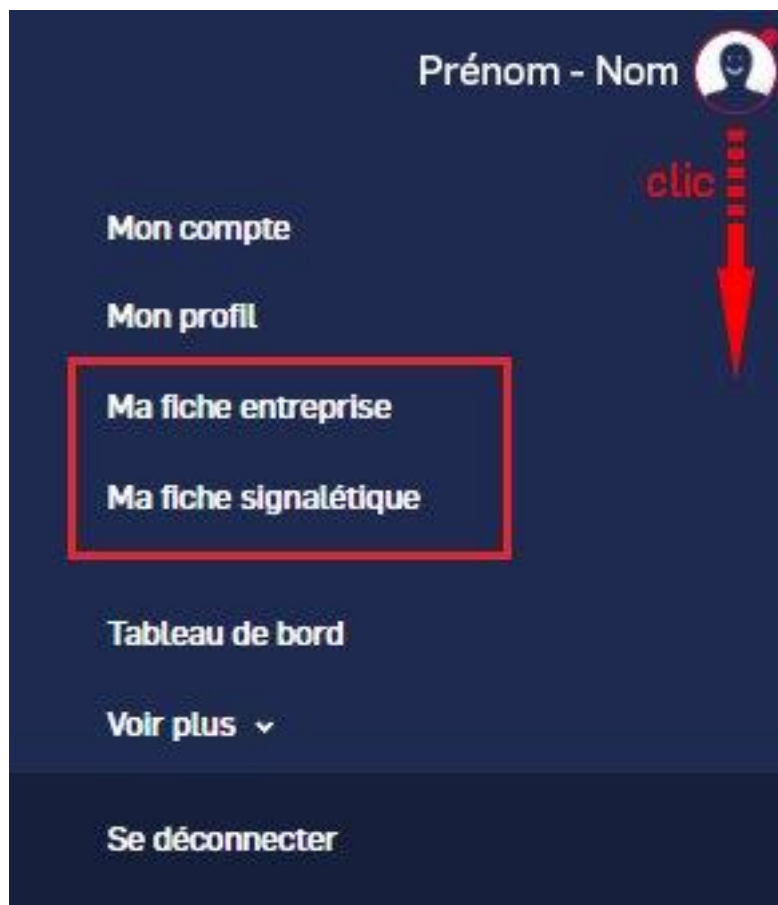 Prénom - Nom
clic
Mon compte
Mon profil
Ma fiche entreprise
Ma fiche signalétique
Tableau de bord
Voir plus
Se déconnecter